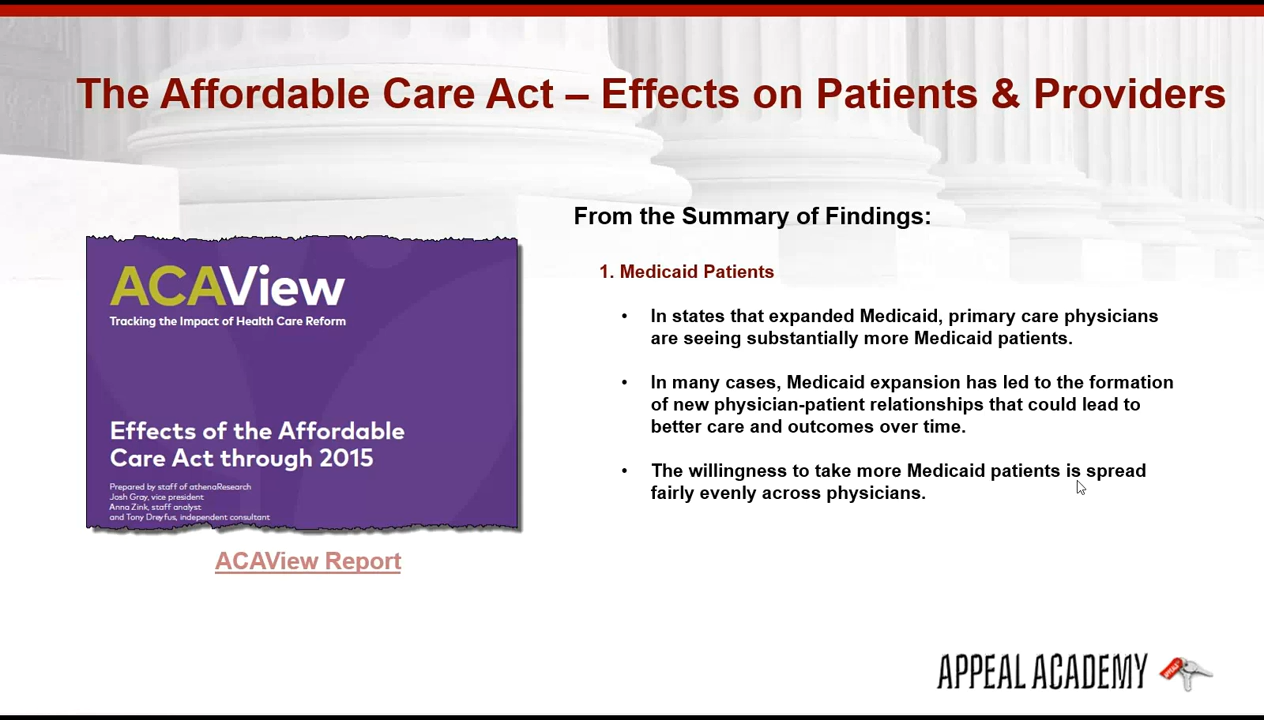 The Affordable Care Act – Effects on Patients & Providers
ACAView
Tracking the Impact of Health Care Reform
Effects of the Affordable
Care Act through 2015
Prepared by staff of athenaResearch
Josh Gray, vice president
Anna Zink, staff analyst
and Tony Dreyfus, independent consultant
ACAView Report
From the Summary of Findings:
1. Medicaid Patients
• In states that expanded Medicaid, primary care physicians
are seeing substantially more Medicaid patients.
• In many cases, Medicaid expansion has led to the formation
of new physician-patient relationships that could lead to
better care and outcomes over time.
• The willingness to take more Medicaid patients is spread
fairly evenly across physicians.
APPEAL ACADEMY